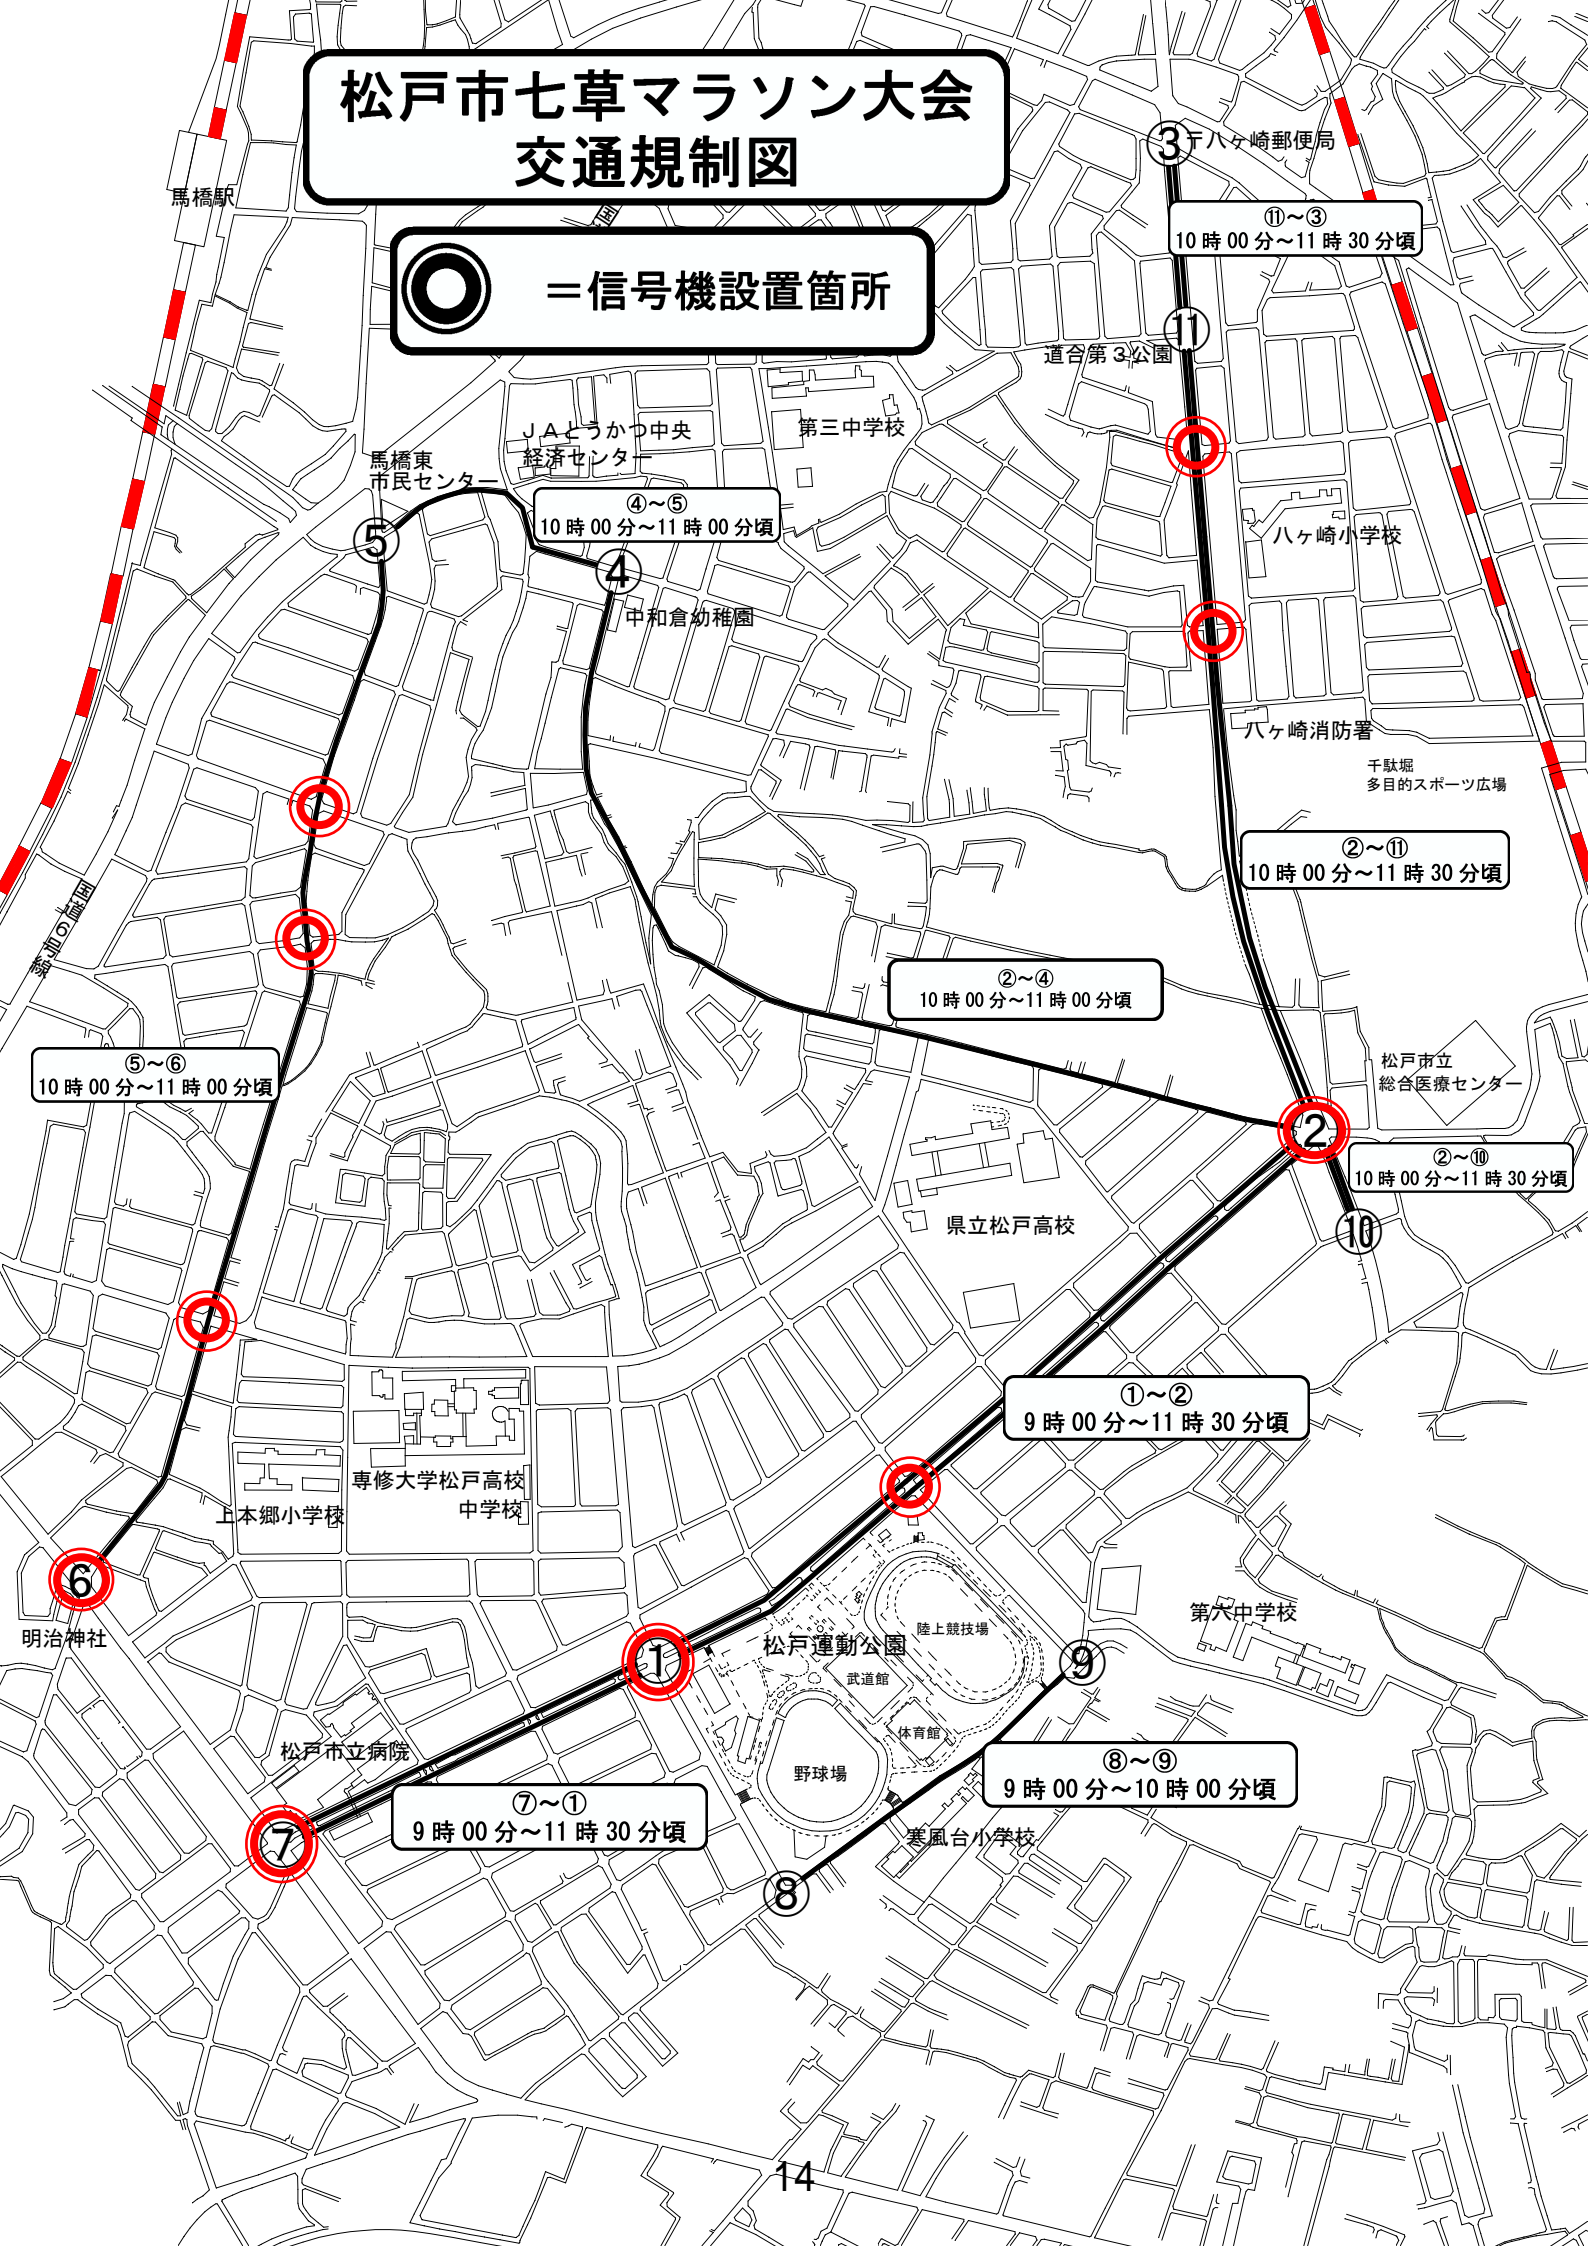 松戸市七草マラソン大会
交通規制図
=信号機設置箇所
馬橋駅
③
〒八ヶ崎郵便局
⑪～③
10時00分～11時30分頃
⑪
道合第3公園
JAとうかつ中央
経済センター
第三中学校
馬橋東
市民センター
④～⑤
10時00分～11時00分頃
⑤
④
中和倉幼稚園
八ヶ崎小学校
八ヶ崎消防署
千駄堀
多目的スポーツ広場
②～⑪
10時00分～11時30分頃
国道6号線
②～④
10時00分～11時00分頃
⑤～⑥
10時00分～11時00分頃
松戸市立
総合医療センター
②
②～⑩
10時00分～11時30分頃
⑩
県立松戸高校
①～②
9時00分～11時30分頃
専修大学松戸高校
中学校
上本郷小学校
⑥
明治神社
第六中学校
陸上競技場
松戸運動公園
①
武道館
⑨
体育館
松戸市立病院
野球場
⑧～⑨
9時00分～10時00分頃
⑦～①
9時00分～11時30分頃
⑦
寒風台小学校
⑧
14